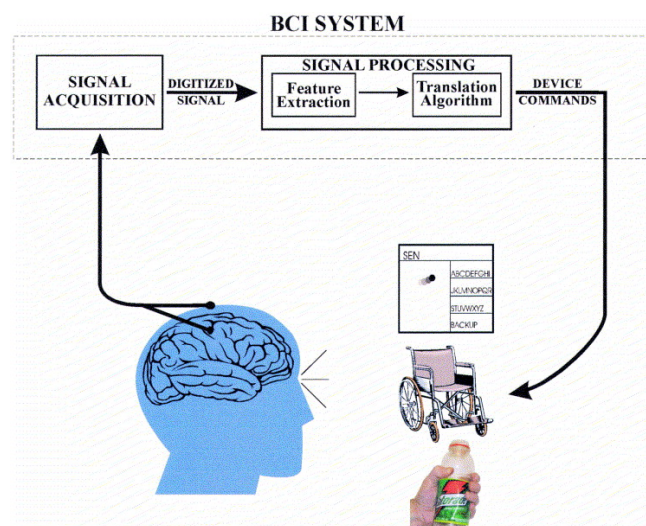 BCI SYSTEM
SIGNAL
ACQUISITION
DIGITIZED
SIGNAL
SIGNAL PROCESSING
Feature
Extraction
Translation
Algorithm
DEVICE
COMMANDS
SEN
ABCDEFGHI
JKLMNOPQR
STUVWXYZ
BACKUP